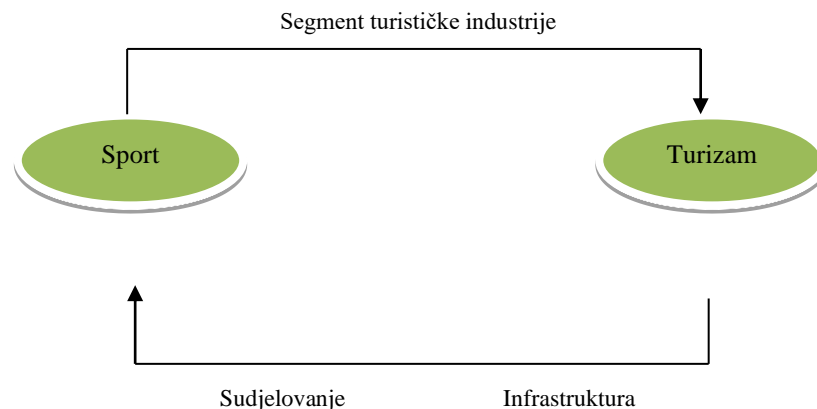 Segment turističke industrije
Sport
Turizam
Sudjelovanje
Infrastruktura